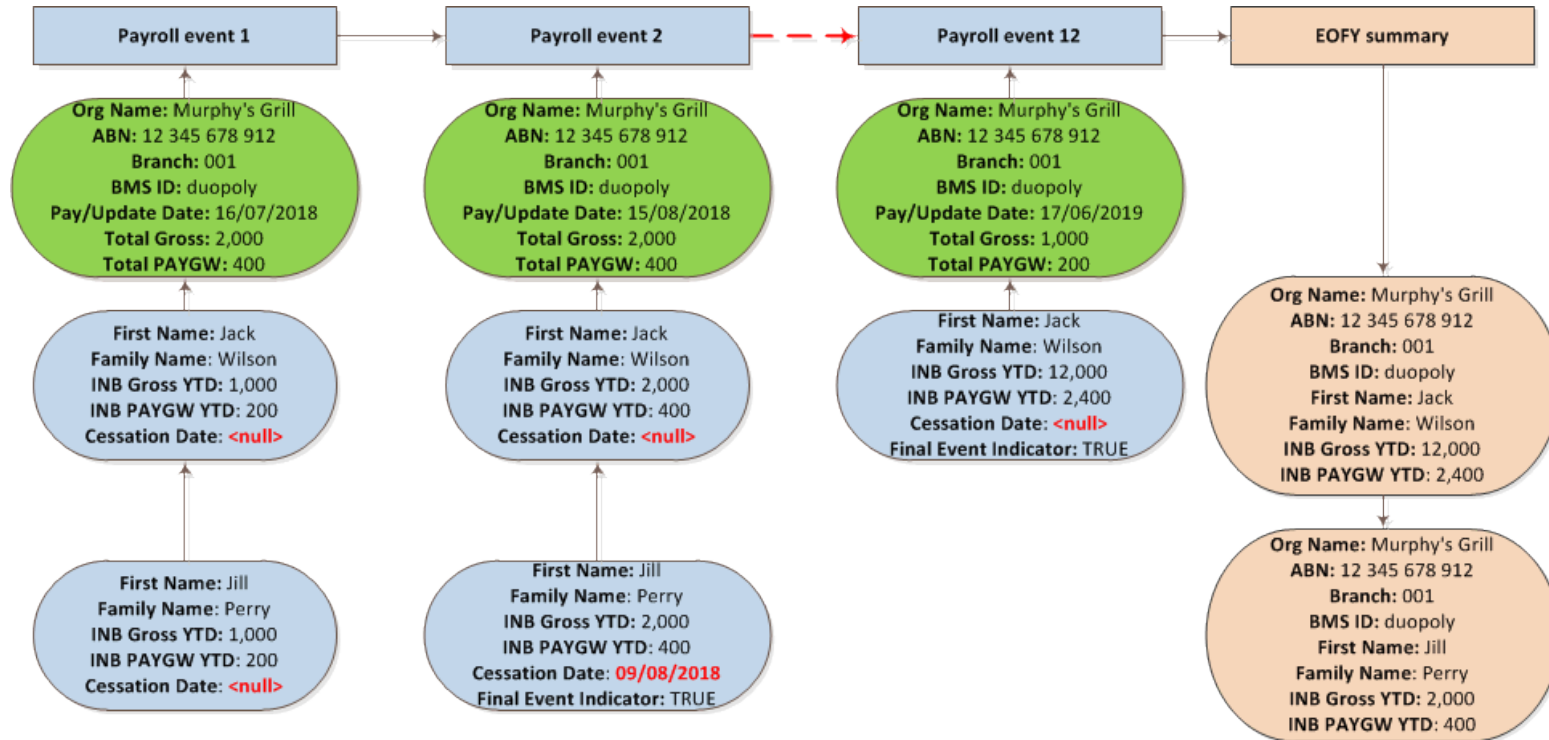 Payroll event 1
Org Name: Murphy's Grill
ABN: 12 345 678 912
Branch: 001
BMS ID: duopoly
Pay/Update Date: 16/07/2018
Total Gross: 2,000
Total PAYGW: 400
First Name: Jack
Family Name: Wilson
INB Gross YTD: 1,000
INB PAYGW YTD: 200
Cessation Date: <null>
First Name: Jill
Family Name: Perry
INB Gross YTD: 1,000
INB PAYGW YTD: 200
Cessation Date: <null>
Payroll event 2
Org Name: Murphy's Grill
ABN: 12 345 678 912
Branch: 001
BMS ID: duopoly
Pay/Update Date: 15/08/2018
Total Gross: 2,000
Total PAYGW: 400
First Name: Jack
Family Name: Wilson
INB Gross YTD: 2,000
INB PAYGW YTD: 400
Cessation Date: <null>
First Name: Jill
Family Name: Perry
INB Gross YTD: 2,000
INB PAYGW YTD: 400
Cessation Date: 09/08/2018
Final Event Indicator: TRUE
Payroll event 12
Org Name: Murphy's Grill
ABN: 12 345 678 912
Branch: 001
BMS ID: duopoly
Pay/Update Date: 17/06/2019
Total Gross: 1,000
Total PAYGW: 200
First Name: Jack
Family Name: Wilson
INB Gross YTD: 12,000
INB PAYGW YTD: 2,400
Cessation Date: <null>
Final Event Indicator: TRUE
EOFY summary
Org Name: Murphy's Grill
ABN: 12 345 678 912
Branch: 001
BMS ID: duopoly
First Name: Jack
Family Name: Wilson
INB Gross YTD: 12,000
INB PAYGW YTD: 2,400
Org Name: Murphy's Grill
ABN: 12 345 678 912
Branch: 001
BMS ID: duopoly
First Name: Jill
Family Name: Perry
INB Gross YTD: 2,000
INB PAYGW YTD: 400